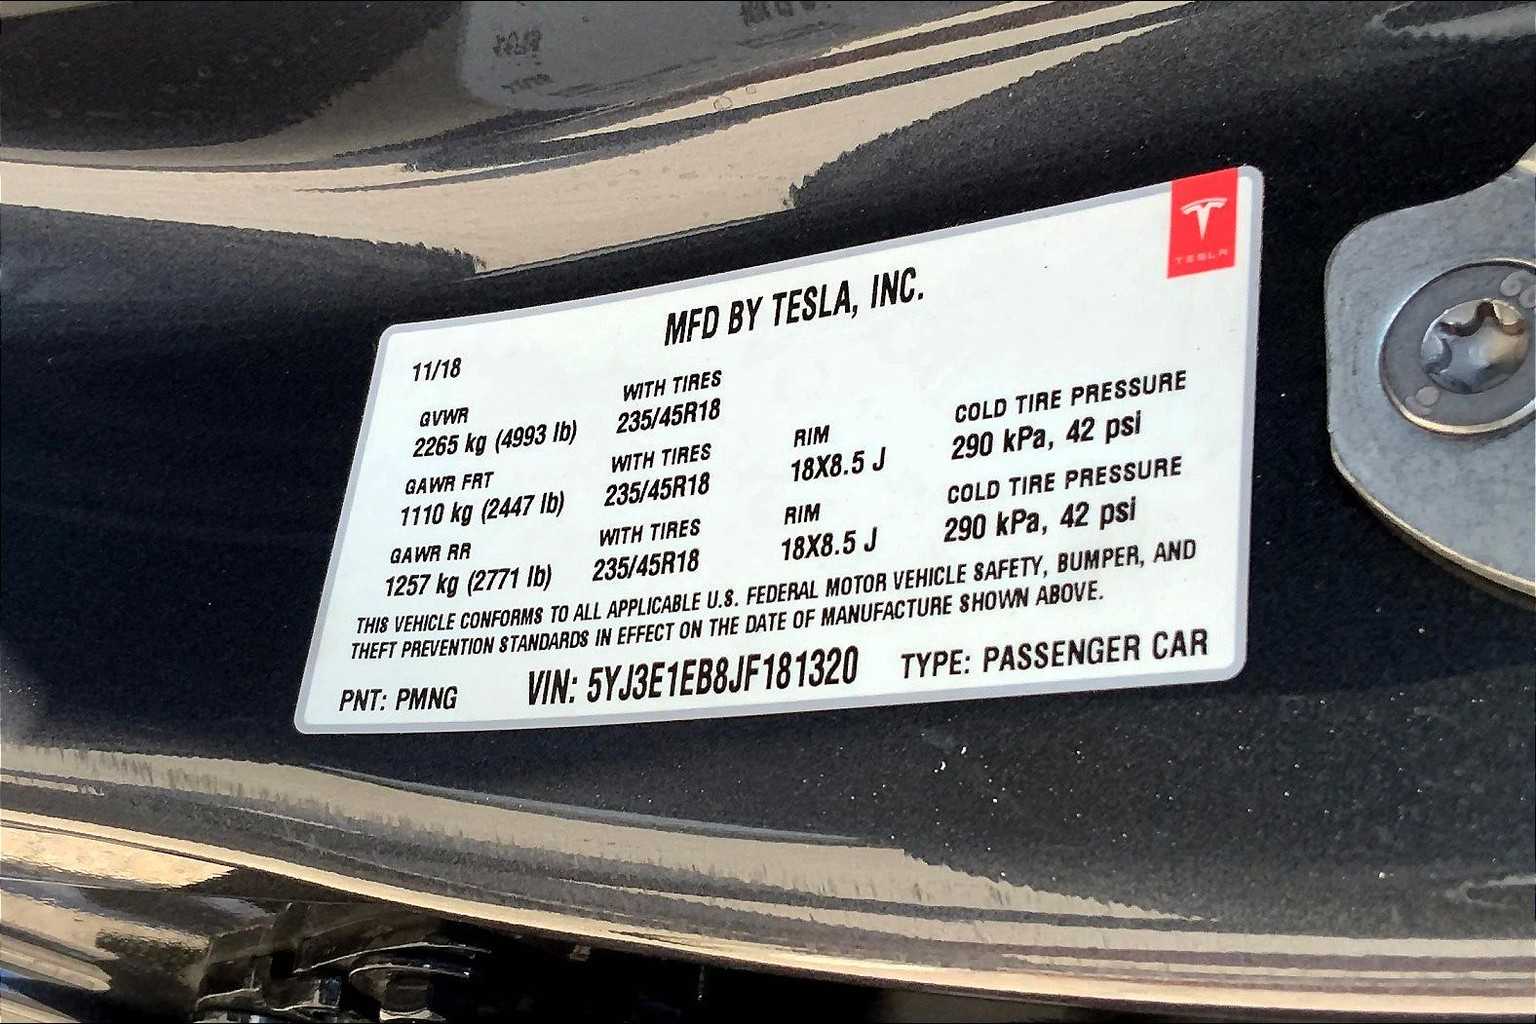 TESLA
MFD BY TESLA, INC.
11/18
GVWR
2265 kg (4993 lb)
WITH TIRES
235/45R18
GAWR FRT
1110 kg (2447 lb)
WITH TIRES
235/45R18
RIM
18X8.5 J
COLD TIRE PRESSURE
290 kPa, 42 psi
GAWR RR
1257 kg (2771 lb)
WITH TIRES
235/45R18
RIM
18X8.5 J
COLD TIRE PRESSURE
290 kPa, 42 psi
THIS VEHICLE CONFORMS TO ALL APPLICABLE U.S. FEDERAL MOTOR VEHICLE SAFETY, BUMPER, AND
THEFT PREVENTION STANDARDS IN EFFECT ON THE DATE OF MANUFACTURE SHOWN ABOVE.
PNT: PMNG
VIN: 5YJ3E1EB8JF181320
TYPE: PASSENGER CAR